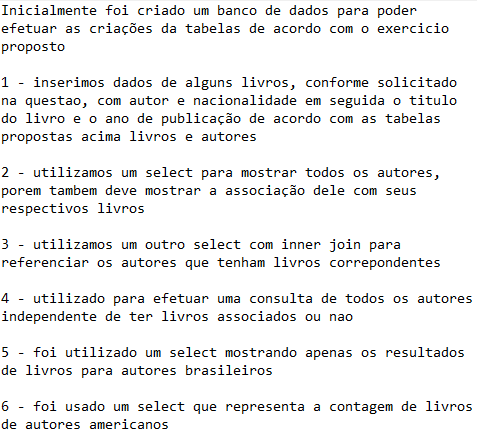 Inicialmente foi criado um banco de dados para poder
efetuar as criações da tabelas de acordo com o exercicio
proposto
1 - inserimos dados de alguns livros, conforme solicitado
na questao, com autor e nacionalidade em seguida o titulo
do livro e o ano de publicação de acordo com as tabelas
propostas acima livros e autores
2 - utilizamos um select para mostrar todos os autores,
porem tambem deve mostrar a associação dele com seus
respectivos livros
3 - utilizamos um outro select com inner join para
referenciar os autores que tenham livros correpondentes
4 - utilizado para efetuar uma consulta de todos os autores
independente de ter livros associados ou nao
5 - foi utilizado um select mostrando apenas os resultados
de livros para autores brasileiros
6 - foi usado um select que representa a contagem de livros
de autores americanos